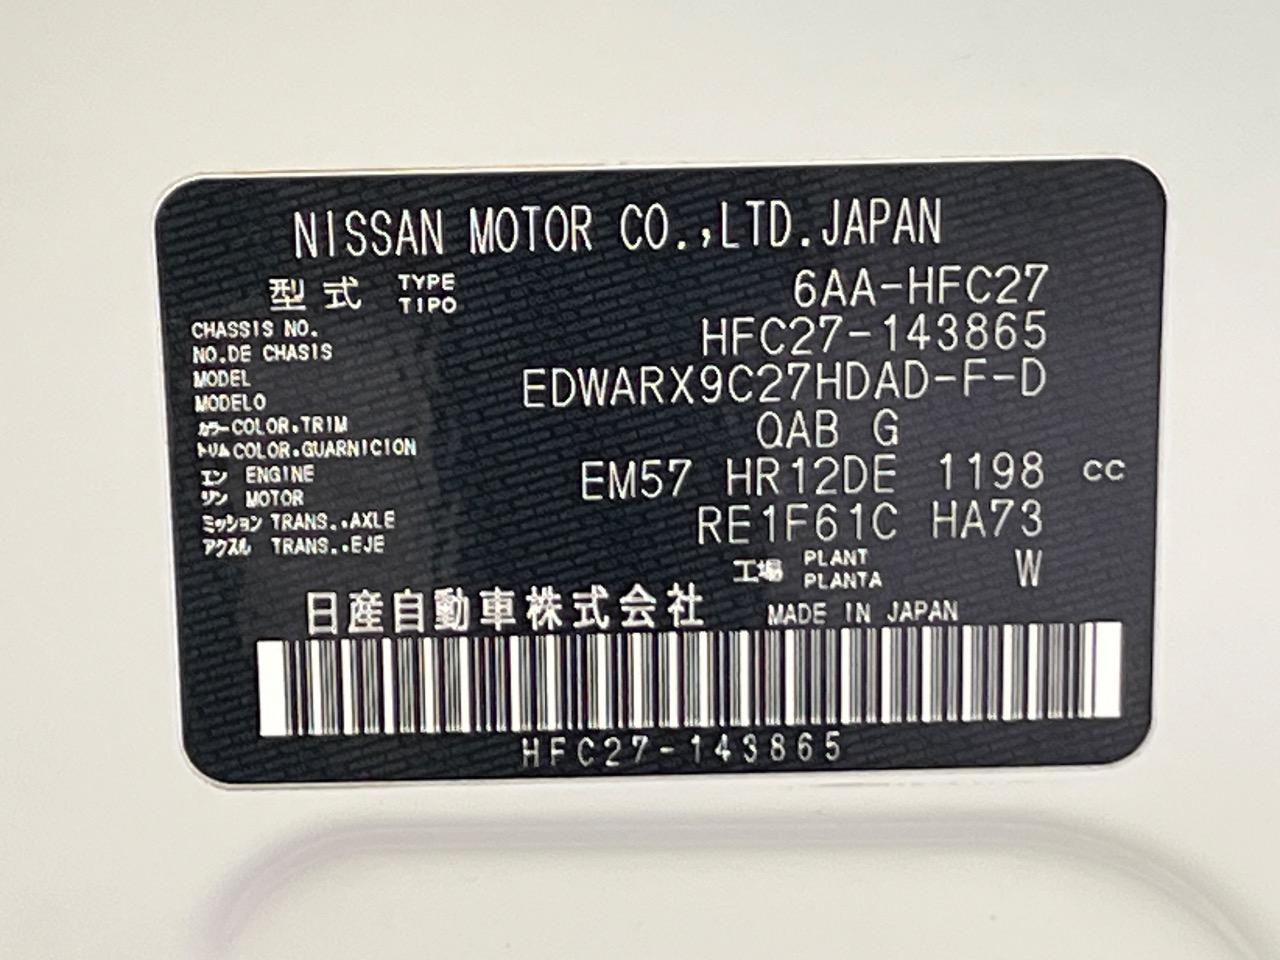 NISSAN MOTOR CO.,LTD.JAPAN
型式 TYPE TIPO 6AA-HFC27
CHASSIS NO.
NO.DE CHASIS
HFC27-143865
MODEL
MODELO
EDWARX9C27HDAD-F-D
カラー COLOR.TRIM
トリム COLOR.GUARNICION
QAB G
エン ENGINE
ジン MOTOR
EM57 HR12DE 1198 cc
ミッション TRANS..AXLE
アクスル TRANS..EJE
RE1F61C HA73
工場 PLANT PLANTA W
日産自動車株式会社 MADE IN JAPAN
HFC27-143865